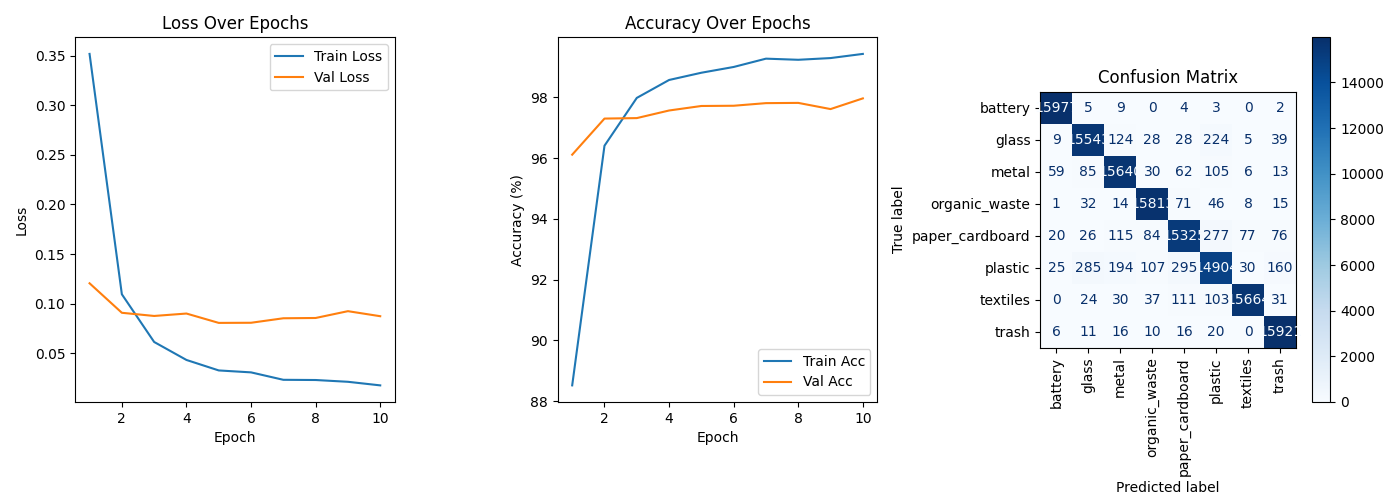 Loss Over Epochs
Train Loss
Val Loss
0.35
0.30
0.25
0.20
0.15
0.10
0.05
Loss
2 4 6 8 10
Epoch
Accuracy Over Epochs
98
96
94
92
90
88
Accuracy (%)
Train Acc
Val Acc
2 4 6 8 10
Epoch
Confusion Matrix
True label
battery 5 9 0 4 3 0 2
glass 9 124 28 28 224 5 39
metal 59 85 30 62 105 6 13
organic_waste 1 32 14 71 46 8 15
paper_cardboard 20 26 115 84 15325 277 77 76
plastic 25 285 194 107 295 14904 30 160
textiles 0 24 30 37 111 103 15664 31
trash 6 11 16 10 16 20 0
battery glass metal organic_waste paper_cardboard plastic textiles trash
Predicted label
14000
12000
10000
8000
6000
4000
2000
0